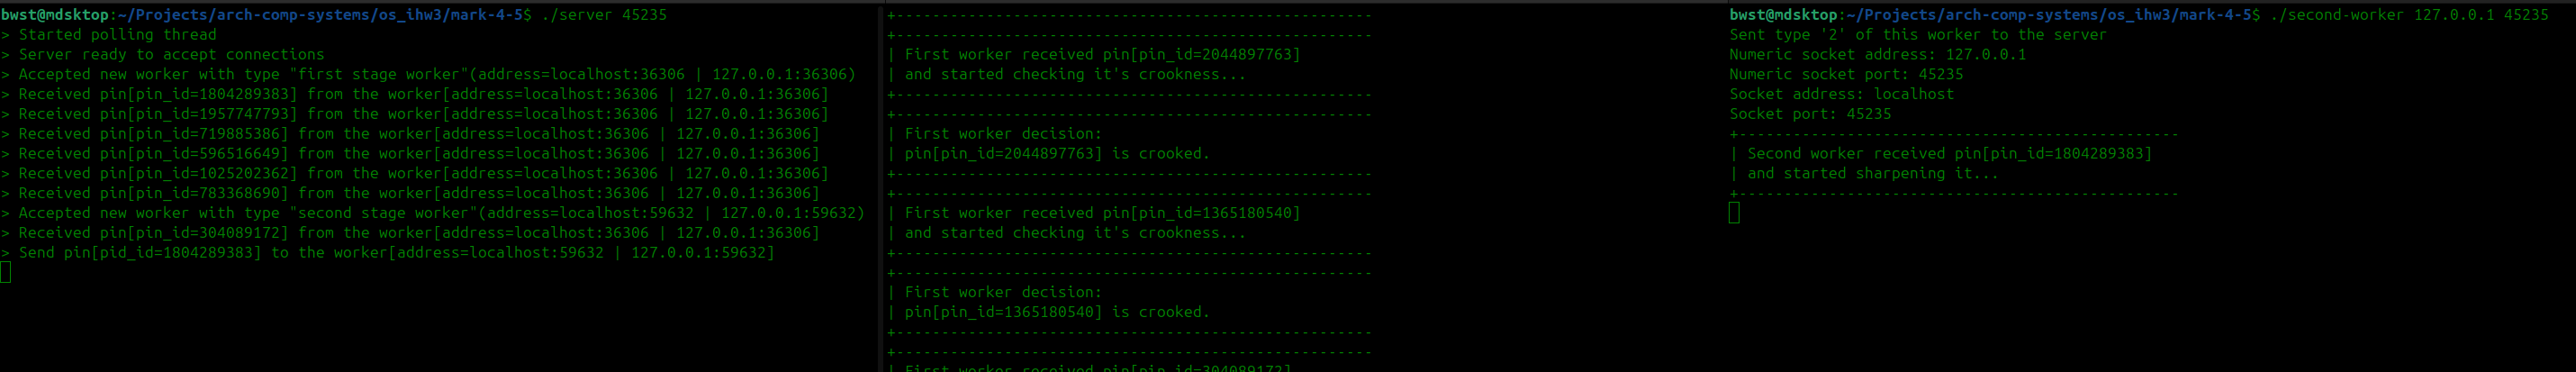 bwst@mdsktop:~/Projects/arch-comp-systems/os_ihw3/mark-4-5$ ./server 45235
> Started polling thread
> Server ready to accept connections
> Accepted new worker with type "first stage worker"(address=localhost:36306 | 127.0.0.1:36306)
> Received pin[pin_id=1804289383] from the worker[address=localhost:36306 | 127.0.0.1:36306]
> Received pin[pin_id=1957747793] from the worker[address=localhost:36306 | 127.0.0.1:36306]
> Received pin[pin_id=719885386] from the worker[address=localhost:36306 | 127.0.0.1:36306]
> Received pin[pin_id=596516649] from the worker[address=localhost:36306 | 127.0.0.1:36306]
> Received pin[pin_id=1025202362] from the worker[address=localhost:36306 | 127.0.0.1:36306]
> Received pin[pin_id=783368690] from the worker[address=localhost:36306 | 127.0.0.1:36306]
> Accepted new worker with type "second stage worker"(address=localhost:59632 | 127.0.0.1:59632)
> Received pin[pin_id=304089172] from the worker[address=localhost:36306 | 127.0.0.1:36306]
> Send pin[pid_id=1804289383] to the worker[address=localhost:59632 | 127.0.0.1:59632]
+-----------------------------------------------------
+-----------------------------------------------------
| First worker received pin[pin_id=2044897763]
| and started checking it's crookness...
+-----------------------------------------------------
+-----------------------------------------------------
| First worker decision:
| pin[pin_id=2044897763] is crooked.
+-----------------------------------------------------
+-----------------------------------------------------
| First worker received pin[pin_id=1365180540]
| and started checking it's crookness...
+-----------------------------------------------------
+-----------------------------------------------------
| First worker decision:
| pin[pin_id=1365180540] is crooked.
+-----------------------------------------------------
+-----------------------------------------------------
| First worker received pin[pin_id=304089172]
bwst@mdsktop:~/Projects/arch-comp-systems/os_ihw3/mark-4-5$ ./second-worker 127.0.0.1 45235
Sent type '2' of this worker to the server
Numeric socket address: 127.0.0.1
Numeric socket port: 45235
Socket address: localhost
Socket port: 45235
+-------------------------------------------------
| Second worker received pin[pin_id=1804289383]
| and started sharpening it...
+-------------------------------------------------